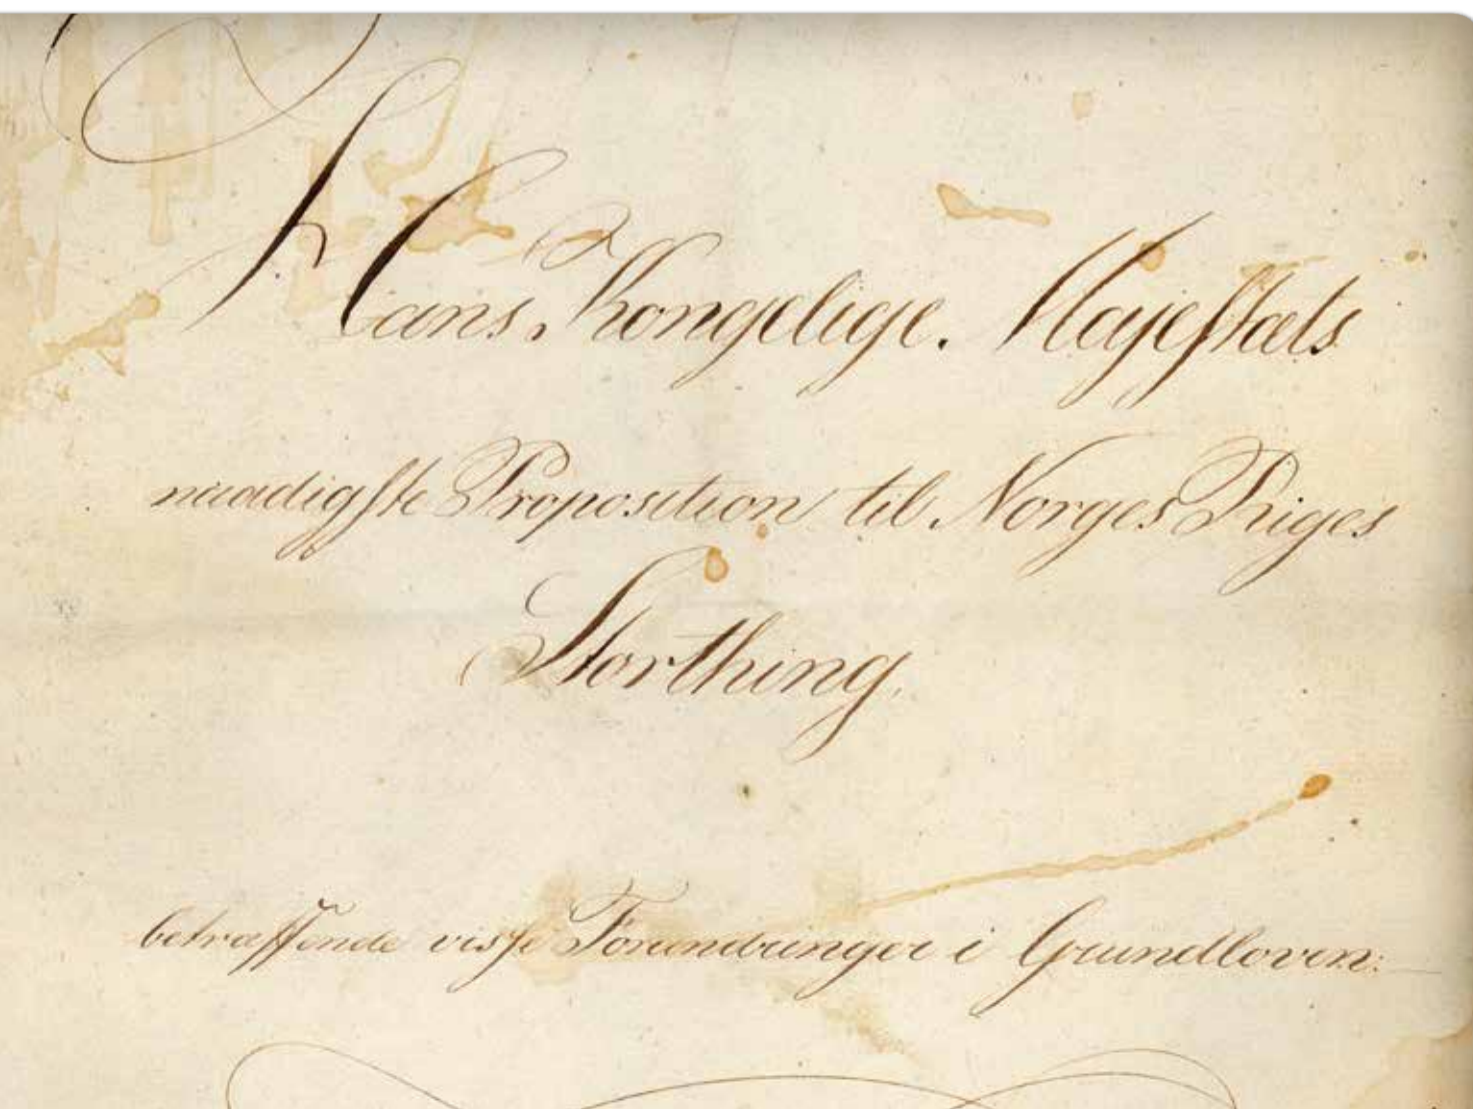 Hans Kongelige Majestæts
naadigste Proposition til Norges Riges
Storthing,
betræffende visse Forandringer i Grundloven.